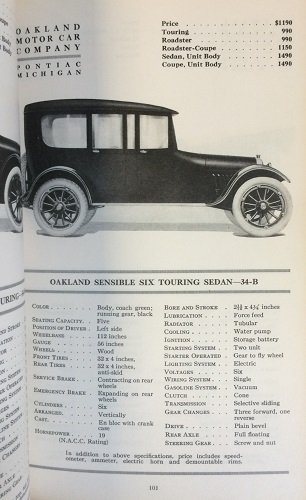 OAKLAND
MOTOR CAR
COMPANY
PONTIAC
MICHIGAN
Price - $1190
Touring - 990
Roadster - 990
Roadster-Coupe - 1150
Sedan, Unit Body - 1490
Coupe, Unit Body - 1490
OAKLAND SENSIBLE SIX TOURING SEDAN—34-B
COLOR . . . Body, coach green; running gear, black
SEATING CAPACITY . Five
POSITION OF DRIVER . Left side
WHEELBASE . . 112 inches
GAUGE . . . 56 inches
WHEELS . . . Wood
FRONT TIRES . . 32 x 4 inches,
REAR TIRES . . 32 x 4 inches, anti-skid
SERVICE BRAKE . . Contracting on rear wheels
EMERGENCY BRAKE . Expanding on rear wheels
CYLINDERS . . . Six
ARRANGED . . . Vertically
CAST . . . En bloc with crank case
HORSEPOWER . . 19
(N.A.C.C. Rating)
BORE AND STROKE . 2¹³⁄₁₆ x 4¾ inches
LUBRICATION . . Force feed
RADIATOR . . . Tubular
COOLING . . . Water pump
IGNITION . . . Storage battery
STARTING SYSTEM . Two unit
STARTER OPERATED . Gear to fly wheel
LIGHTING SYSTEM . Electric
VOLTAGES . . . Six
WIRING SYSTEM . . Single
GASOLINE SYSTEM . Vacuum
CLUTCH . . . Cone
TRANSMISSION . . Selective sliding
GEAR CHANGES . . Three forward, one reverse
DRIVE . . . Plain bevel
REAR AXLE . . Full floating
STEERING GEAR . . Screw and nut
In addition to above specifications, price includes speedometer, ammeter, electric horn and demountable rims.
101